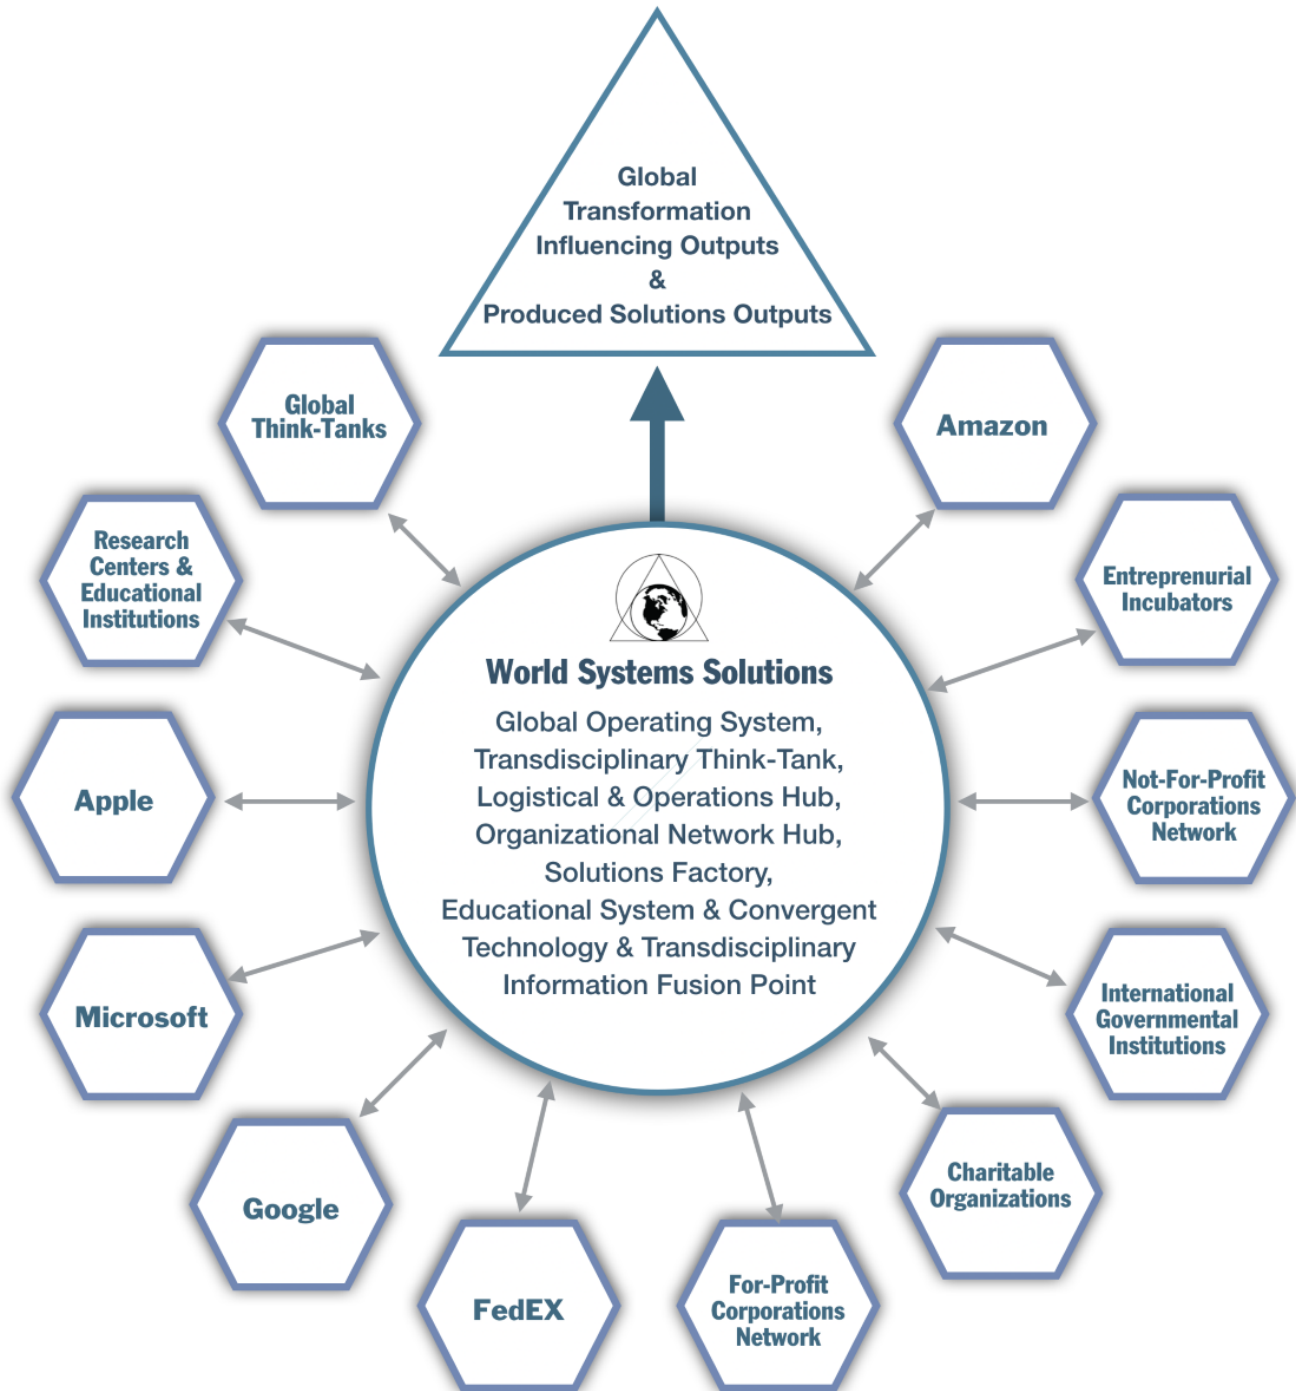 Global
Transformation
Influencing Outputs
&
Produced Solutions Outputs
Global
Think-Tanks
Amazon
Research
Centers &
Educational
Institutions
Entreprenurial
Incubators
World Systems Solutions
Global Operating System,
Transdisciplinary Think-Tank,
Logistical & Operations Hub,
Organizational Network Hub,
Solutions Factory,
Educational System & Convergent
Technology & Transdisciplinary
Information Fusion Point
Apple
Not-For-Profit
Corporations
Network
Microsoft
International
Governmental
Institutions
Google
Charitable
Organizations
FedEX
For-Profit
Corporations
Network